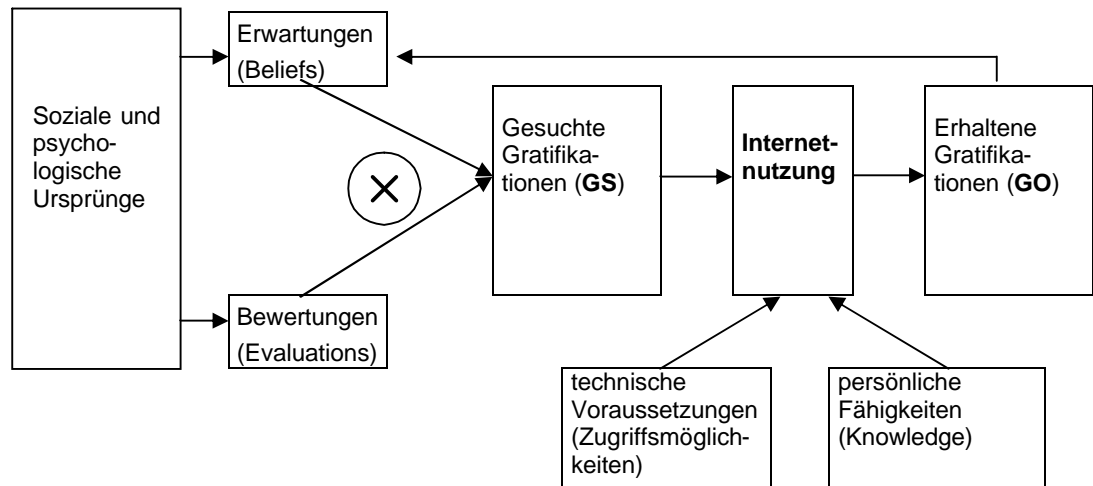 Soziale und
psycho-
logische
Ursprünge
Erwartungen
(Beliefs)
Bewertungen
(Evaluations)
Gesuchte
Gratifika-
tionen (GS)
Internet-
nutzung
Erhaltene
Gratifika-
tionen (GO)
technische
Voraussetzungen
(Zugriffsmöglich-
keiten)
persönliche
Fähigkeiten
(Knowledge)